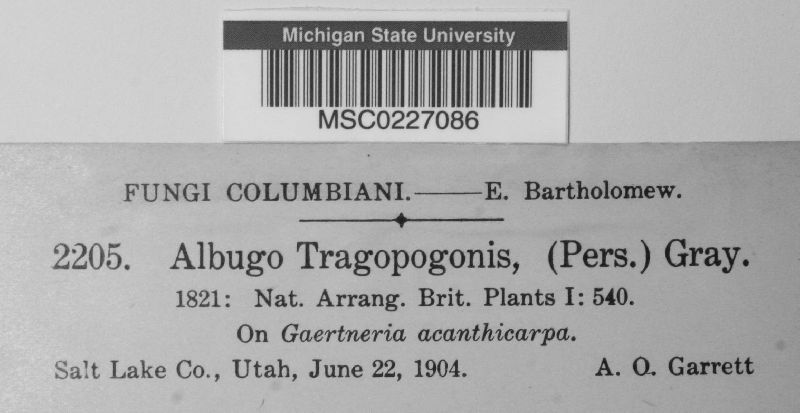 Michigan State University
MSC0227086
FUNGI COLUMBIANI.——E. Bartholomew.
2205. Albugo Tragopogonis, (Pers.) Gray.
1821: Nat. Arrang. Brit. Plants I: 540.
On Gaertneria acanthicarpa.
Salt Lake Co., Utah, June 22, 1904. A. O. Garrett